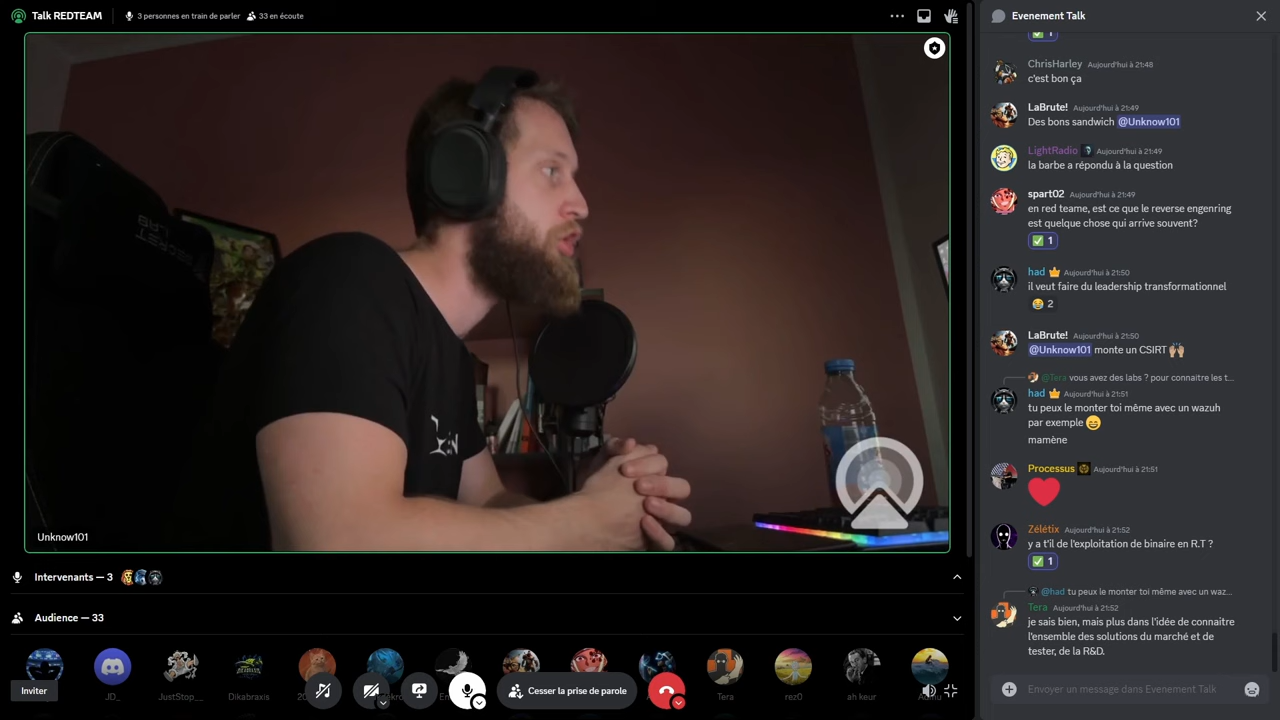 Talk REDTEAM
3 personnes en train de parler
33 en écoute
Evenement Talk
1
ChrisHarley Aujourd'hui à 21:48
c'est bon ça
LaBrute! Aujourd'hui à 21:49
Des bons sandwich @Unknow101
LightRadio Aujourd'hui à 21:49
la barbe a répondu à la question
spart02 Aujourd'hui à 21:49
en red teame, est ce que le reverse engenring
est quelque chose qui arrive souvent?
1
had Aujourd'hui à 21:50
il veut faire du leadership transformationnel
2
LaBrute! Aujourd'hui à 21:50
@Unknow101 monte un CSIRT
@Tera vous avez des labs ? pour connaitre les t...
had Aujourd'hui à 21:51
tu peux le monter toi même avec un wazuh
par exemple
mamène
Processus Aujourd'hui à 21:51
Zélétix Aujourd'hui à 21:52
y a t'il de l'exploitation de binaire en R.T ?
1
@had tu peux le monter toi même avec un waz...
Tera Aujourd'hui à 21:52
je sais bien, mais plus dans l'idée de connaitre
l'ensemble des solutions du marché et de
tester, de la R&D.
Envoyer un message dans Evenement Talk
Unknow101
Intervenants — 3
Audience — 33
Inviter
Cesser la prise de parole
JD_
JustStop_
Dikabraxis
Tera
rez0
ah keur